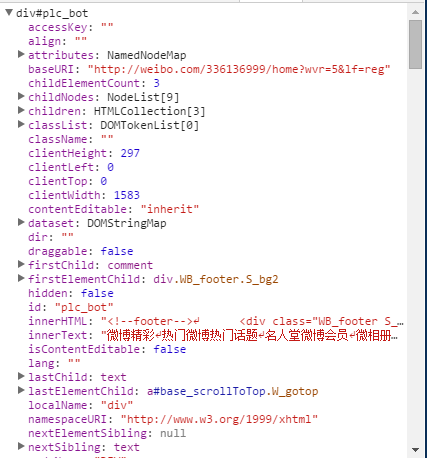 div#plc_bot
accessKey: ""
align: ""
attributes: NamedNodeMap
baseURI: "http://weibo.com/336136999/home?wvr=5&lf=reg"
childElementCount: 3
childNodes: NodeList[9]
children: HTMLCollection[3]
classList: DOMTokenList[0]
className: ""
clientHeight: 297
clientLeft: 0
clientTop: 0
clientWidth: 1583
contentEditable: "inherit"
dataset: DOMStringMap
dir: ""
draggable: false
firstChild: comment
firstElementChild: div.WB_footer.S_bg2
hidden: false
id: "plc_bot"
innerHTML: "<!--footer-->↵ <div class="WB_footer S_…
innerText: "微博精彩↵热门微博热门话题↵名人堂微博会员↵微相册…
isContentEditable: false
lang: ""
lastChild: text
lastElementChild: a#base_scrollToTop.W_gotop
localName: "div"
namespaceURI: "http://www.w3.org/1999/xhtml"
nextElementSibling: null
nextSibling: text